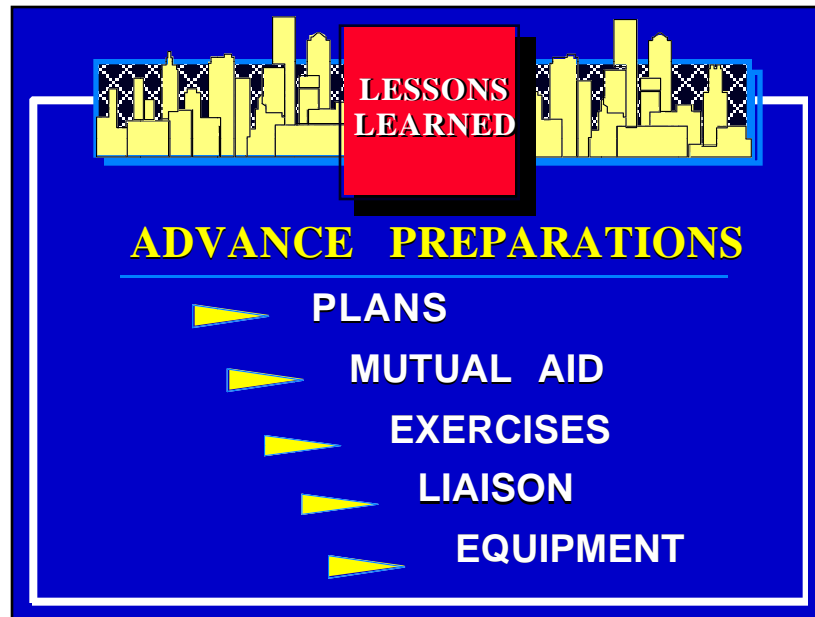 LESSONS
LEARNED
ADVANCE PREPARATIONS
PLANS
MUTUAL AID
EXERCISES
LIAISON
EQUIPMENT